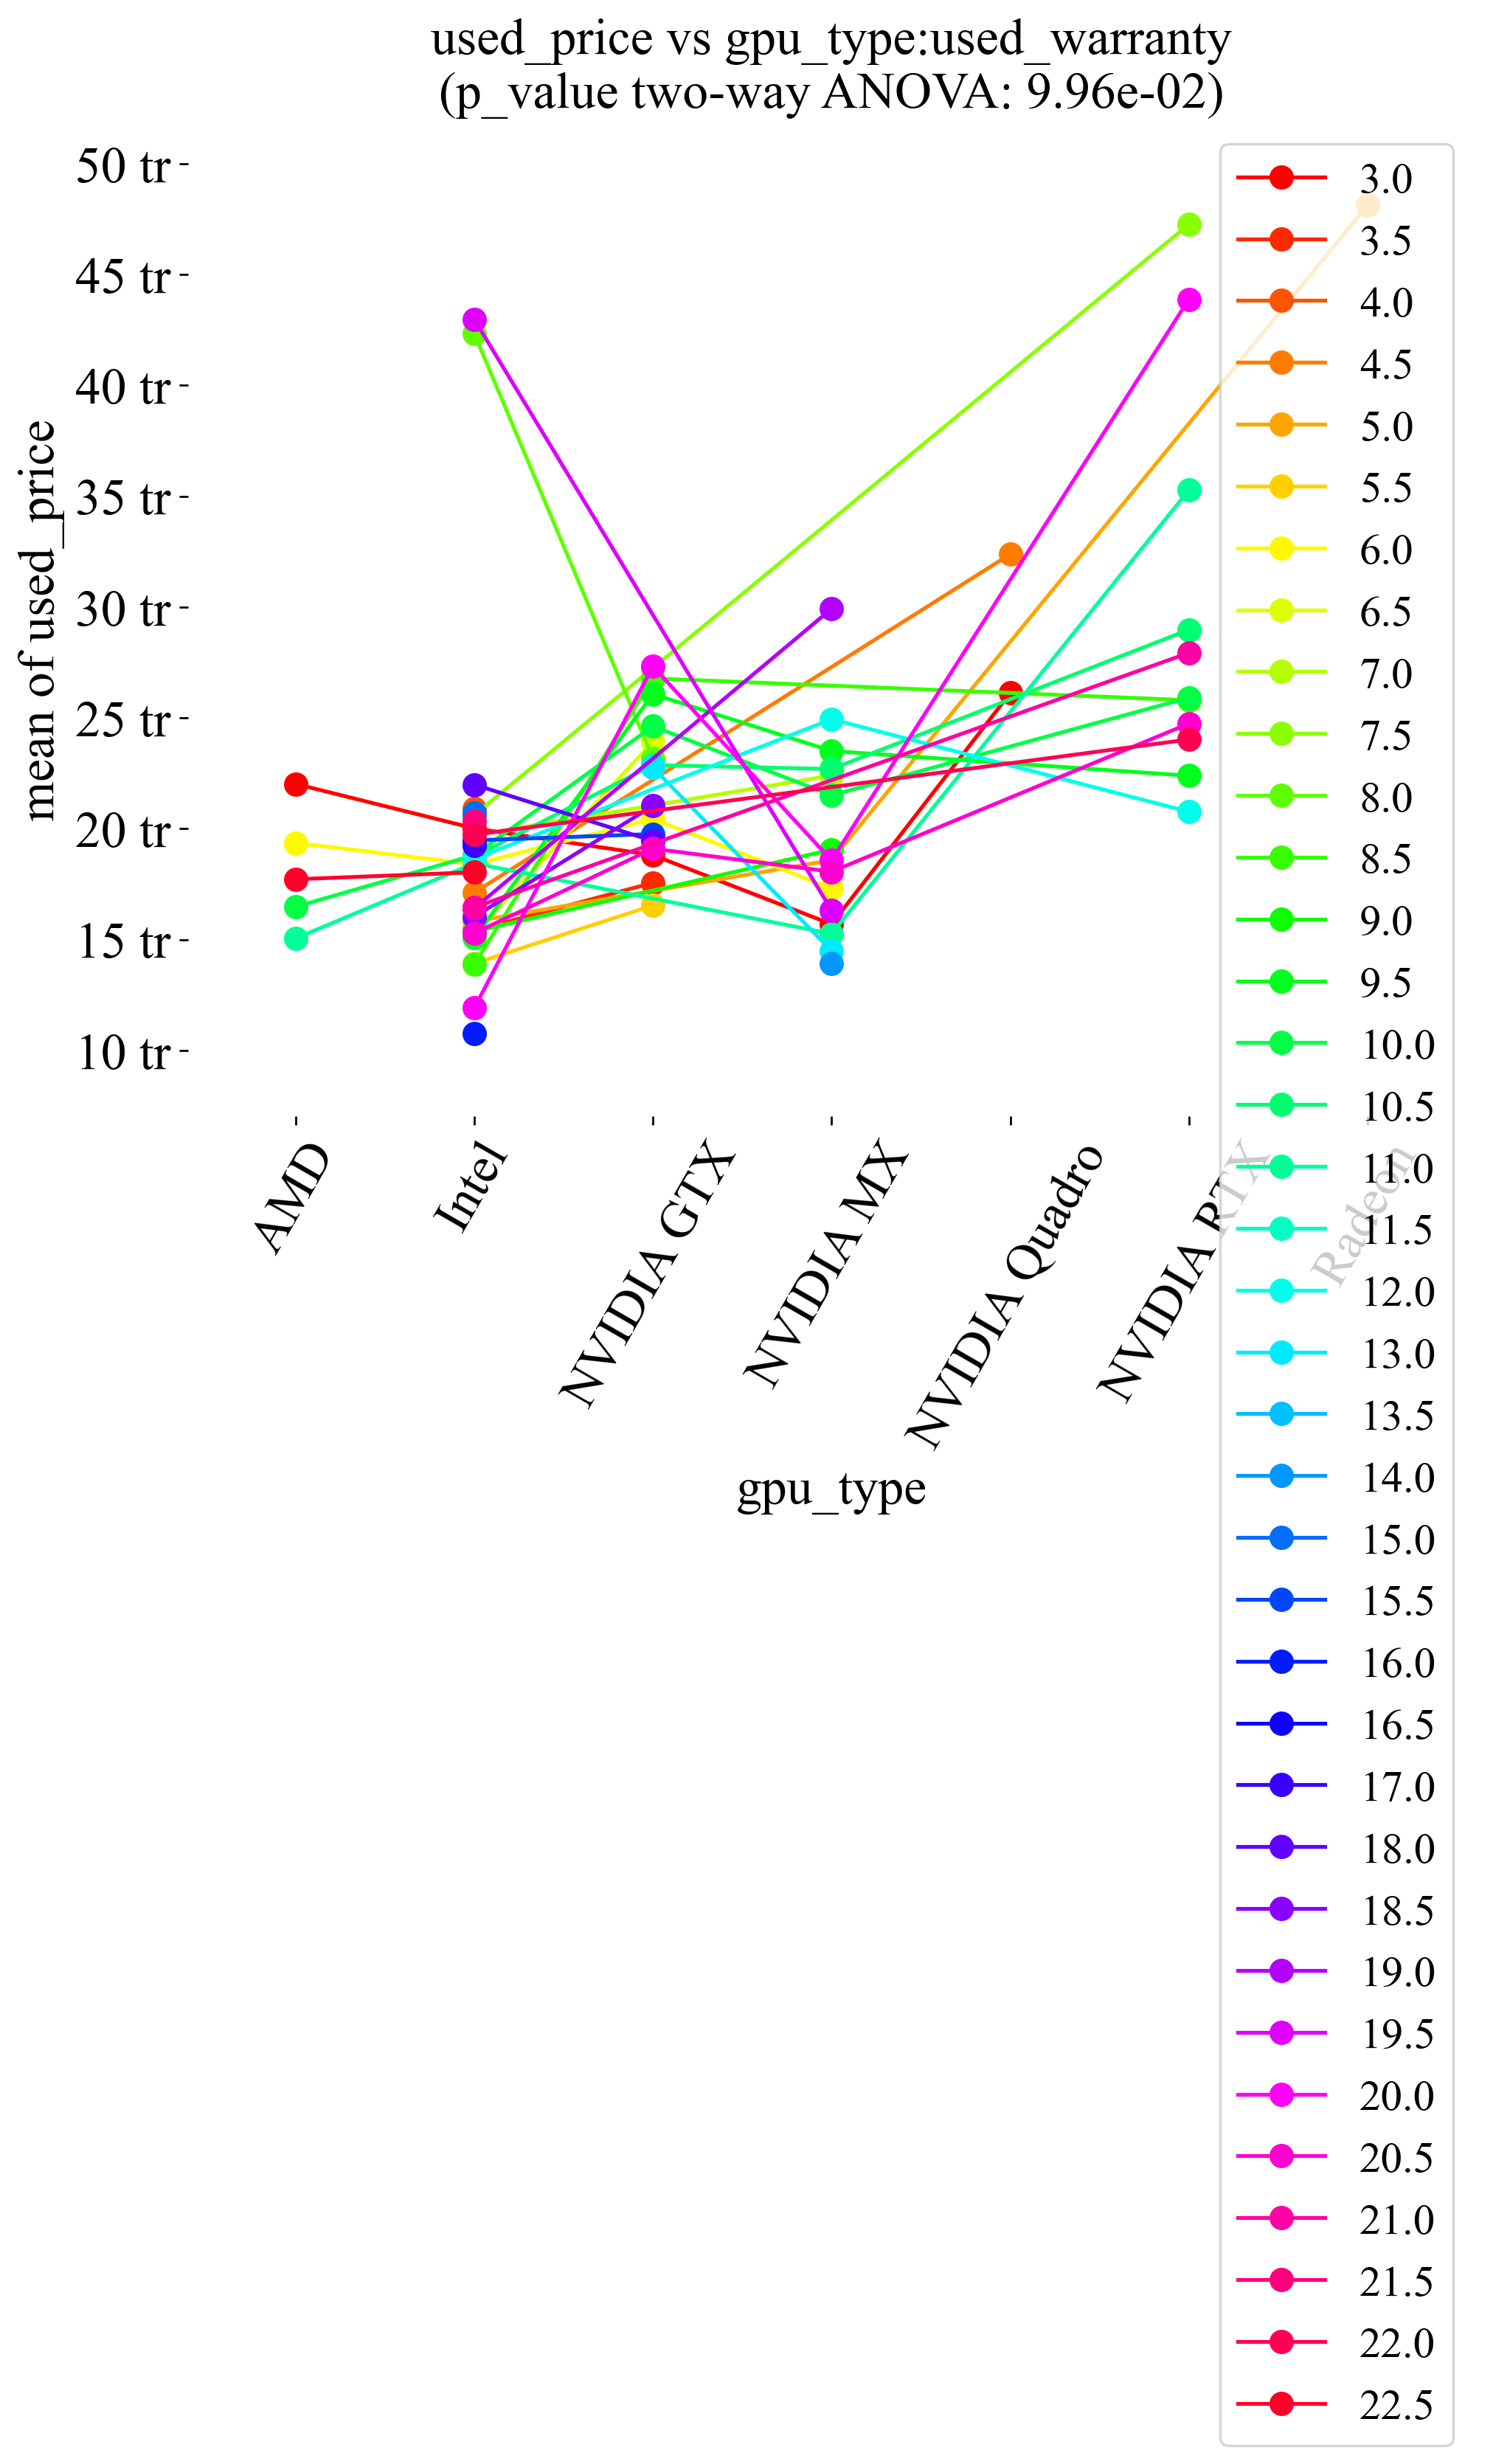 used_price vs gpu_type:used_warranty
(p_value two-way ANOVA: 9.96e-02)
mean of used_price
50 tr
45 tr
40 tr
35 tr
30 tr
25 tr
20 tr
15 tr
10 tr
AMD
Intel
NVIDIA GTX
NVIDIA MX
NVIDIA Quadro
NVIDIA RTX
Radeon
gpu_type
3.0
3.5
4.0
4.5
5.0
5.5
6.0
6.5
7.0
7.5
8.0
8.5
9.0
9.5
10.0
10.5
11.0
11.5
12.0
13.0
13.5
14.0
15.0
15.5
16.0
16.5
17.0
18.0
18.5
19.0
19.5
20.0
20.5
21.0
21.5
22.0
22.5